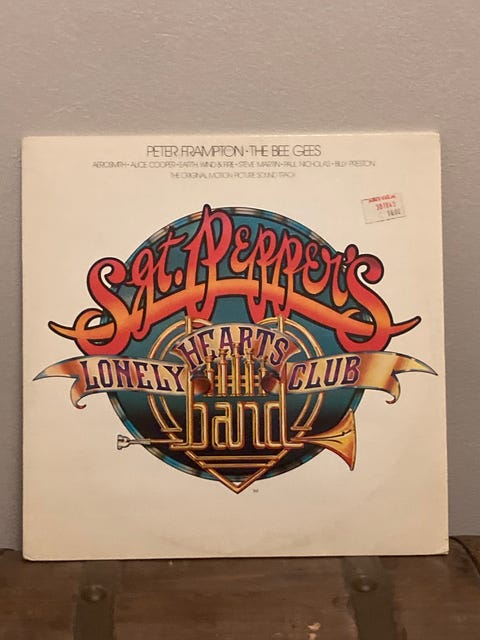 PETER FRAMPTON • THE BEE GEES
AEROSMITH • ALICE COOPER • EARTH, WIND & FIRE • STEVE MARTIN • PAUL NICHOLAS • BILLY PRESTON
THE ORIGINAL MOTION PICTURE SOUND TRACK
Sgt. Pepper's
LONELY HEARTS CLUB
band
TM